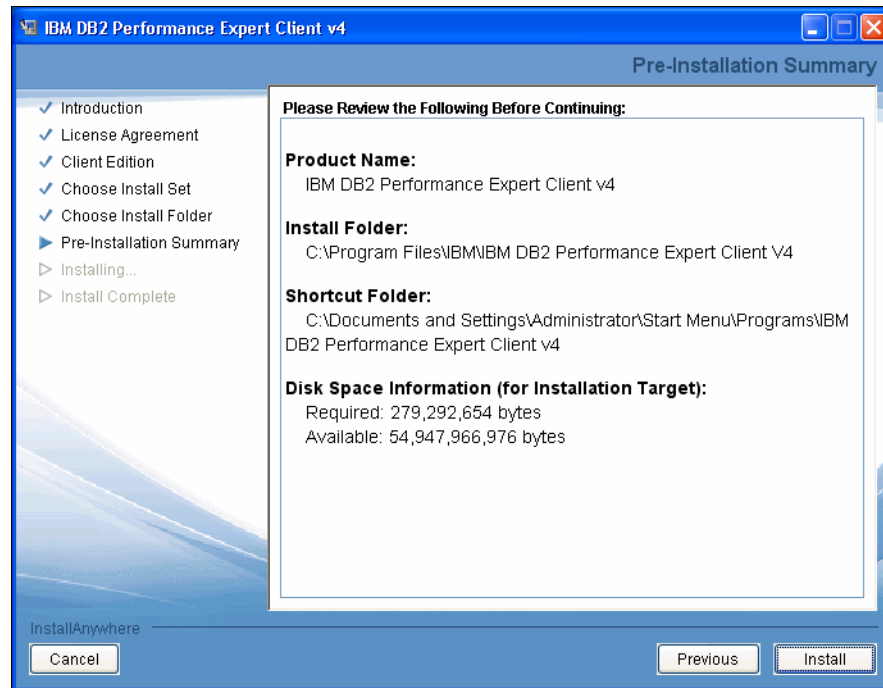 IBM DB2 Performance Expert Client v4
Pre-Installation Summary
Introduction
License Agreement
Client Edition
Choose Install Set
Choose Install Folder
Pre-Installation Summary
Installing...
Install Complete
Please Review the Following Before Continuing:
Product Name:
IBM DB2 Performance Expert Client v4
Install Folder:
C:\Program Files\IBM\IBM DB2 Performance Expert Client V4
Shortcut Folder:
C:\Documents and Settings\Administrator\Start Menu\Programs\IBM
DB2 Performance Expert Client v4
Disk Space Information (for Installation Target):
Required: 279,292,654 bytes
Available: 54,947,966,976 bytes
InstallAnywhere
Cancel
Previous
Install